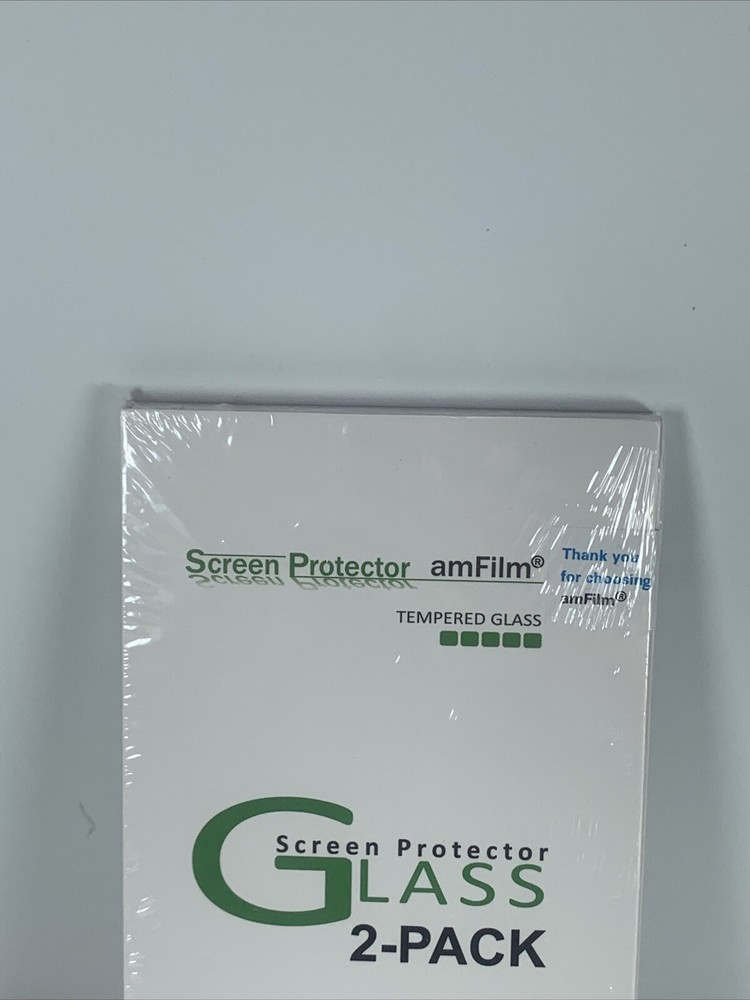 Screen Protector amFilm®
Thank you
for choosing
amFilm®
TEMPERED GLASS
Screen Protector
GLASS
2-PACK